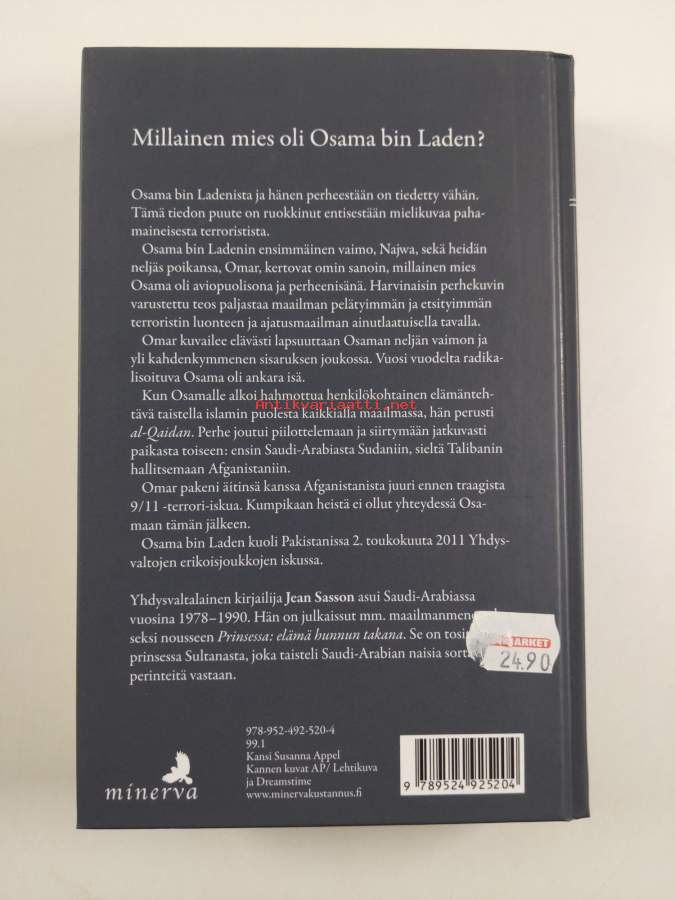 Millainen mies oli Osama bin Laden?
Osama bin Ladenista ja hänen perheestään on tiedetty vähän.
Tämä tiedon puute on ruokkinut entisestään mielikuvaa paha-
maineisesta terroristista.
Osama bin Ladenin ensimmäinen vaimo, Najwa, sekä heidän
neljäs poikansa, Omar, kertovat omin sanoin, millainen mies
Osama oli aviopuolisona ja perheenisänä. Harvinaisin perhekuvin
varustettu teos paljastaa maailman pelätyimmän ja etsityimmän
terroristin luonteen ja ajatusmaailman ainutlaatuisella tavalla.
Omar kuvailee elävästi lapsuuttaan Osaman neljän vaimon ja
yli kahdenkymmenen sisaruksen joukossa. Vuosi vuodelta radika-
lisoituva Osama oli ankara isä.
Kun Osamalle alkoi hahmottua henkilökohtainen elämänteh-
Antikvariaatti.net
tävä taistella islamin puolesta kaikkialla maailmassa, hän perusti
al-Qaidan. Perhe joutui piilottelemaan ja siirtymään jatkuvasti
paikasta toiseen: ensin Saudi-Arabiasta Sudaniin, sieltä Talibanin
hallitsemaan Afganistaniin.
Omar pakeni äitinsä kanssa Afganistanista juuri ennen traagista
9/11 -terrori-iskua. Kumpikaan heistä ei ollut yhteydessä Osa-
maan tämän jälkeen.
Osama bin Laden kuoli Pakistanissa 2. toukokuuta 2011 Yhdys-
valtojen erikoisjoukkojen iskussa.
Yhdysvaltalainen kirjailija Jean Sasson asui Saudi-Arabiassa
vuosina 1978–1990. Hän on julkaissut mm.
seksi nousseen Prinsessa: elämä hunnun takana. Se on
ARKET
24.90
prinsessa Sultanasta, joka taisteli Saudi-Arabian naisia
perinteitä vastaan.
978-952-492-520-4
99.1
Kansi Susanna Appel
Kannen kuvat AP/ Lehtikuva
ja Dreamstime
www.minervakustannus.fi
minerva
9 789524 925204